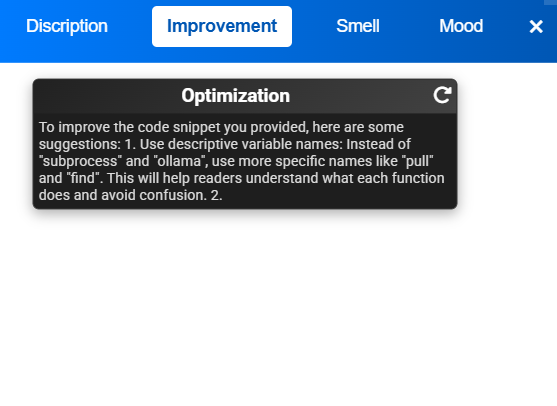 Discription Improvement Smell Mood ×
Optimization
To improve the code snippet you provided, here are some
suggestions: 1. Use descriptive variable names: Instead of
"subprocess" and "ollama", use more specific names like "pull"
and "find". This will help readers understand what each function
does and avoid confusion. 2.